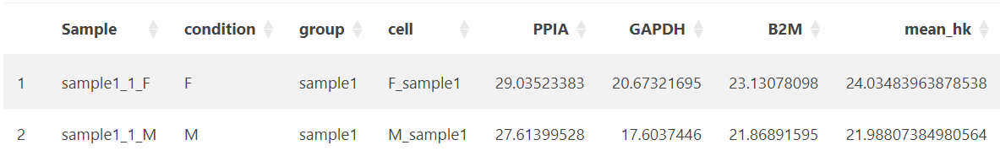 Sample condition group cell PPIA GAPDH B2M mean_hk
1 sample1_1_F F sample1 F_sample1 29.03523383 20.67321695 23.13078098 24.03483963878538
2 sample1_1_M M sample1 M_sample1 27.61399528 17.6037446 21.86891595 21.98807384980564